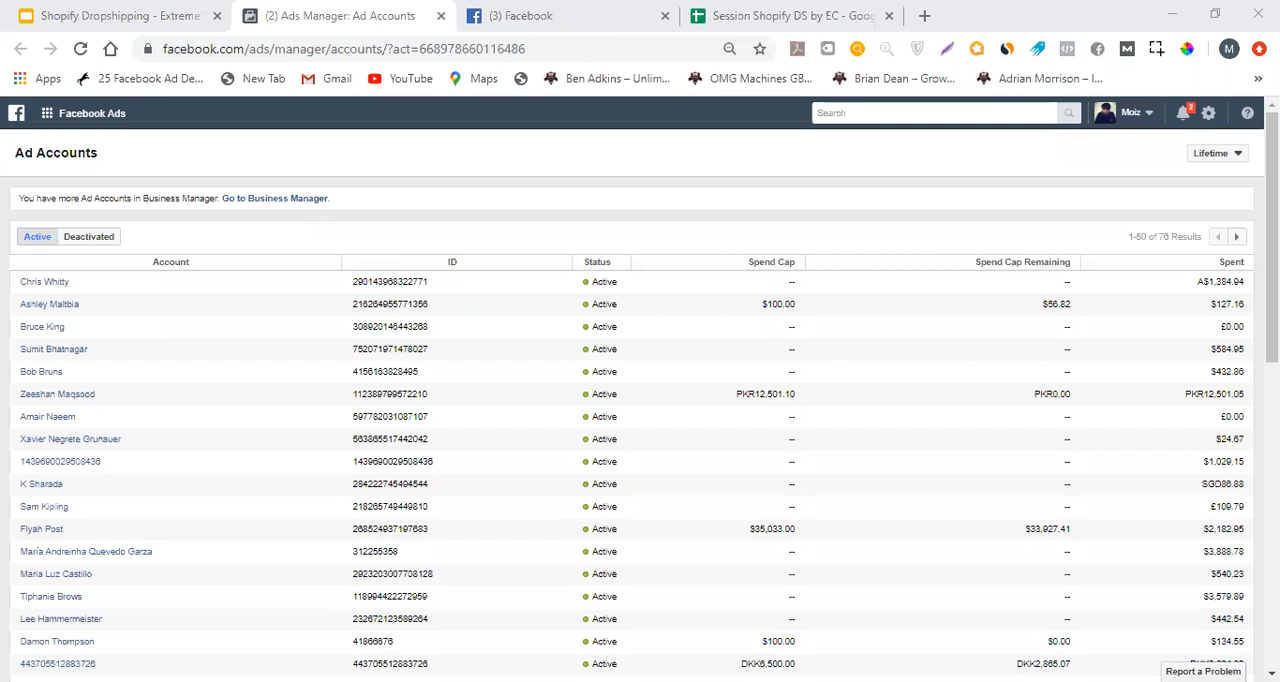 Shopify Dropshipping - Extreme × (2) Ads Manager: Ad Accounts × (3) Facebook × Session Shopify DS by EC - Goog ×
facebook.com/ads/manager/accounts/?act=668978660116486
Apps 25 Facebook Ad De... New Tab Gmail YouTube Maps Ben Adkins – Unlim... OMG Machines GB... Brian Dean – Grow... Adrian Morrison – I... »
Facebook Ads Search Moiz 2
Ad Accounts Lifetime
You have more Ad Accounts in Business Manager. Go to Business Manager.
Active Deactivated 1-50 of 76 Results
Account ID Status Spend Cap Spend Cap Remaining Spent
Chris Whitty 290143968322771 Active -- -- A$1,384.94
Ashley Maltbia 216264955771356 Active $100.00 $56.82 $127.16
Bruce King 308920146443268 Active -- -- £0.00
Sumit Bhatnagar 752071971478027 Active -- -- $584.95
Bob Bruns 4156163828495 Active -- -- $432.86
Zeeshan Maqsood 112389799572210 Active PKR12,501.10 PKR0.00 PKR12,501.05
Amair Naeem 597782031087107 Active -- -- £0.00
Xavier Negrete Grunauer 563865517442042 Active -- -- $24.67
1439690029508436 1439690029508436 Active -- -- $1,029.15
K Sharada 284222745494544 Active -- -- SGD86.88
Sam Kipling 218265749449810 Active -- -- £109.79
Flyah Post 268524937197683 Active $35,033.00 $33,927.41 $2,182.95
María Andreinha Quevedo Garza 312255358 Active -- -- $3,888.78
Maria Luz Castillo 2923203007708128 Active -- -- $540.23
Tiphanie Brows 118994422272959 Active -- -- $3,579.89
Lee Hammermeister 232672123589264 Active -- -- $442.54
Damon Thompson 41866676 Active $100.00 $0.00 $134.55
443705512883726 443705512883726 Active DKK6,500.00 DKK2,865.07
Report a Problem